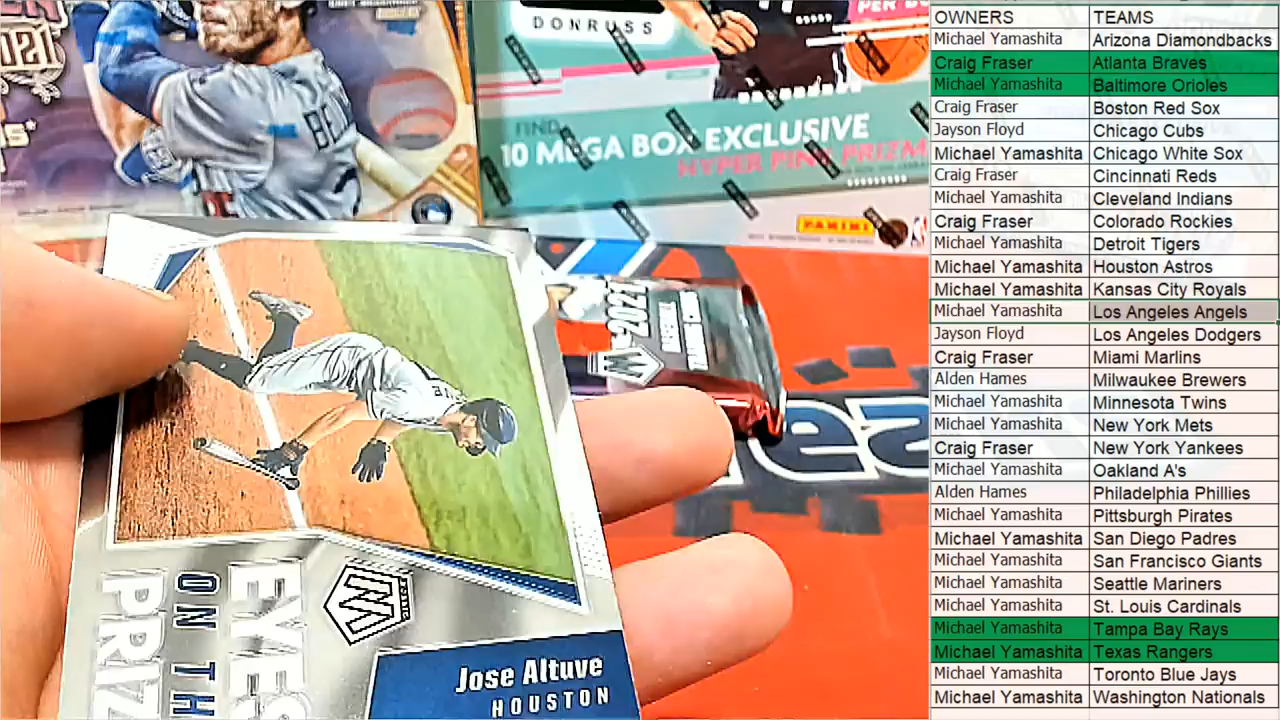 2021
BEL
DONRUSS
PER B
FIND
10 MEGA BOX EXCLUSIVE
HYPER PINK PRIZM
PANINI
2021
EYES
ON TH
PRIZ
Jose Altuve
HOUSTON
OWNERS TEAMS
Michael Yamashita Arizona Diamondbacks
Craig Fraser Atlanta Braves
Michael Yamashita Baltimore Orioles
Craig Fraser Boston Red Sox
Jayson Floyd Chicago Cubs
Michael Yamashita Chicago White Sox
Craig Fraser Cincinnati Reds
Michael Yamashita Cleveland Indians
Craig Fraser Colorado Rockies
Michael Yamashita Detroit Tigers
Michael Yamashita Houston Astros
Michael Yamashita Kansas City Royals
Michael Yamashita Los Angeles Angels
Jayson Floyd Los Angeles Dodgers
Craig Fraser Miami Marlins
Alden Hames Milwaukee Brewers
Michael Yamashita Minnesota Twins
Michael Yamashita New York Mets
Craig Fraser New York Yankees
Michael Yamashita Oakland A's
Alden Hames Philadelphia Phillies
Michael Yamashita Pittsburgh Pirates
Michael Yamashita San Diego Padres
Michael Yamashita San Francisco Giants
Michael Yamashita Seattle Mariners
Michael Yamashita St. Louis Cardinals
Michael Yamashita Tampa Bay Rays
Michael Yamashita Texas Rangers
Michael Yamashita Toronto Blue Jays
Michael Yamashita Washington Nationals